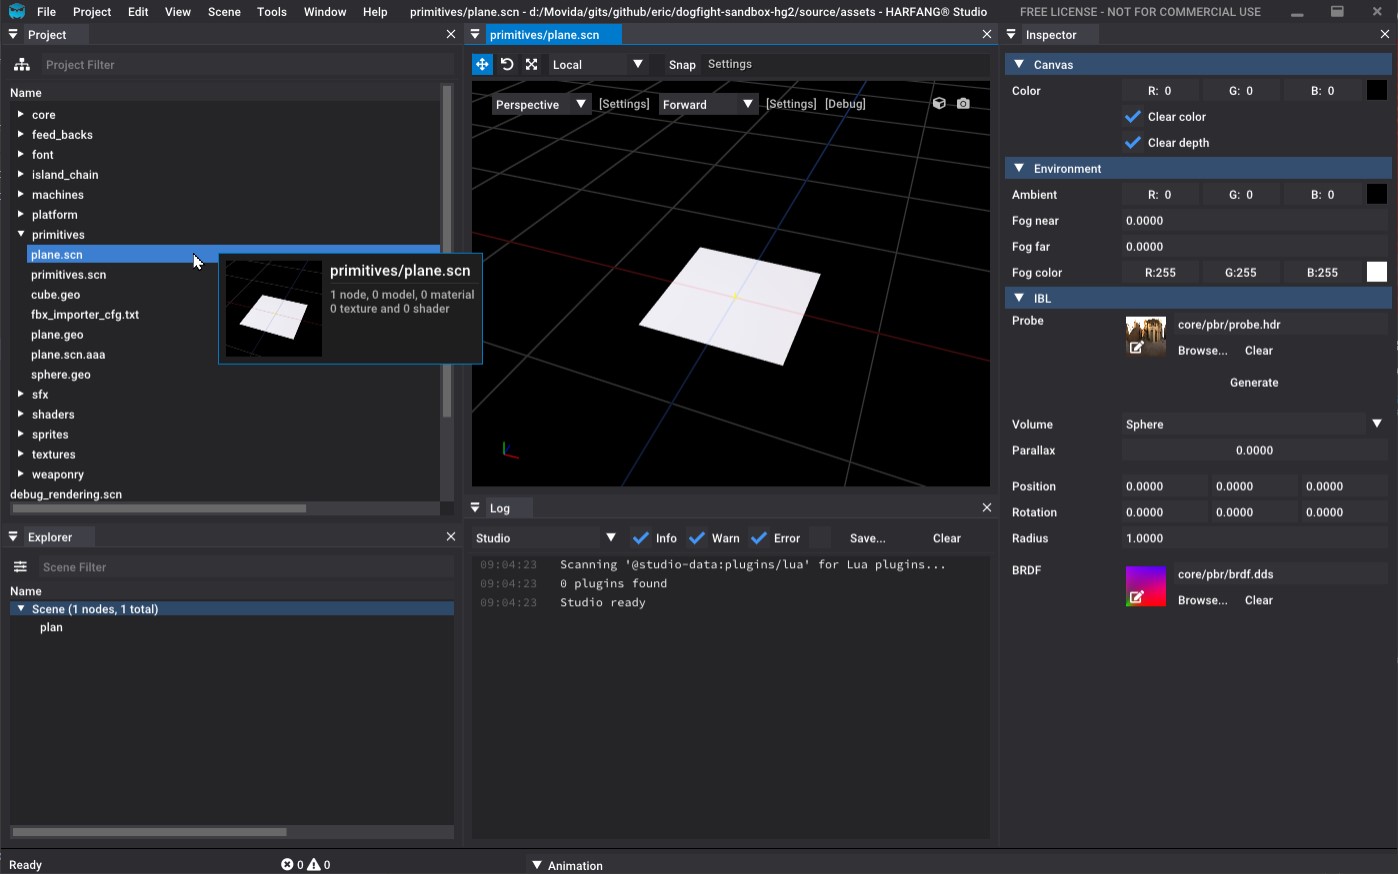 File Project Edit View Scene Tools Window Help primitives/plane.scn - d:/Movida/gits/github/eric/dogfight-sandbox-hg2/source/assets - HARFANG® Studio FREE LICENSE - NOT FOR COMMERCIAL USE
Project
Project Filter
Name
core
feed_backs
font
island_chain
machines
platform
primitives
plane.scn
primitives.scn
cube.geo
fbx_importer_cfg.txt
plane.geo
plane.scn.aaa
sphere.geo
sfx
shaders
sprites
textures
weaponry
debug_rendering.scn
primitives/plane.scn
1 node, 0 model, 0 material
0 texture and 0 shader
Explorer
Scene Filter
Name
Scene (1 nodes, 1 total)
plan
primitives/plane.scn
Local Snap Settings
Perspective [Settings] Forward [Settings] [Debug]
Log
Studio Info Warn Error Save... Clear
09:04:23 Scanning '@studio-data:plugins/lua' for Lua plugins...
09:04:23 0 plugins found
09:04:23 Studio ready
Inspector
Canvas
Color R: 0 G: 0 B: 0
Clear color
Clear depth
Environment
Ambient R: 0 G: 0 B: 0
Fog near 0.0000
Fog far 0.0000
Fog color R:255 G:255 B:255
IBL
Probe core/pbr/probe.hdr
Browse... Clear
Generate
Volume Sphere
Parallax 0.0000
Position 0.0000 0.0000 0.0000
Rotation 0.0000 0.0000 0.0000
Radius 1.0000
BRDF core/pbr/brdf.dds
Browse... Clear
Ready 0 0 Animation